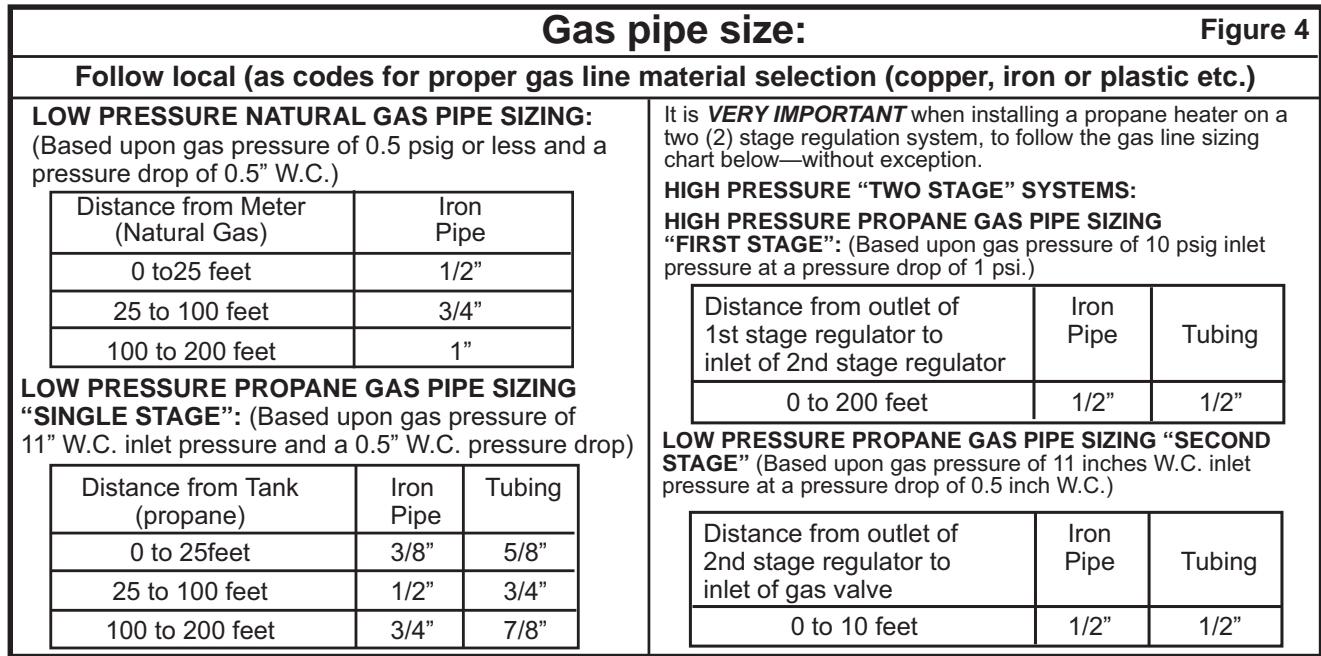 Gas pipe size:
Figure 4
Follow local (as codes for proper gas line material selection (copper, iron or plastic etc.)
LOW PRESSURE NATURAL GAS PIPE SIZING:
(Based upon gas pressure of 0.5 psig or less and a
pressure drop of 0.5” W.C.)
Distance from Meter Iron
(Natural Gas) Pipe
0 to25 feet 1/2”
25 to 100 feet 3/4”
100 to 200 feet 1”
LOW PRESSURE PROPANE GAS PIPE SIZING
“SINGLE STAGE”: (Based upon gas pressure of
11” W.C. inlet pressure and a 0.5” W.C. pressure drop)
Distance from Tank Iron Tubing
(propane) Pipe
0 to 25feet 3/8” 5/8”
25 to 100 feet 1/2” 3/4”
100 to 200 feet 3/4” 7/8”
It is VERY IMPORTANT when installing a propane heater on a
two (2) stage regulation system, to follow the gas line sizing
chart below—without exception.
HIGH PRESSURE “TWO STAGE” SYSTEMS:
HIGH PRESSURE PROPANE GAS PIPE SIZING
“FIRST STAGE”: (Based upon gas pressure of 10 psig inlet
pressure at a pressure drop of 1 psi.)
Distance from outlet of Iron
1st stage regulator to Pipe Tubing
inlet of 2nd stage regulator
0 to 200 feet 1/2” 1/2”
LOW PRESSURE PROPANE GAS PIPE SIZING “SECOND
STAGE” (Based upon gas pressure of 11 inches W.C. inlet
pressure at a pressure drop of 0.5 inch W.C.)
Distance from outlet of Iron
2nd stage regulator to Pipe Tubing
inlet of gas valve
0 to 10 feet 1/2” 1/2”